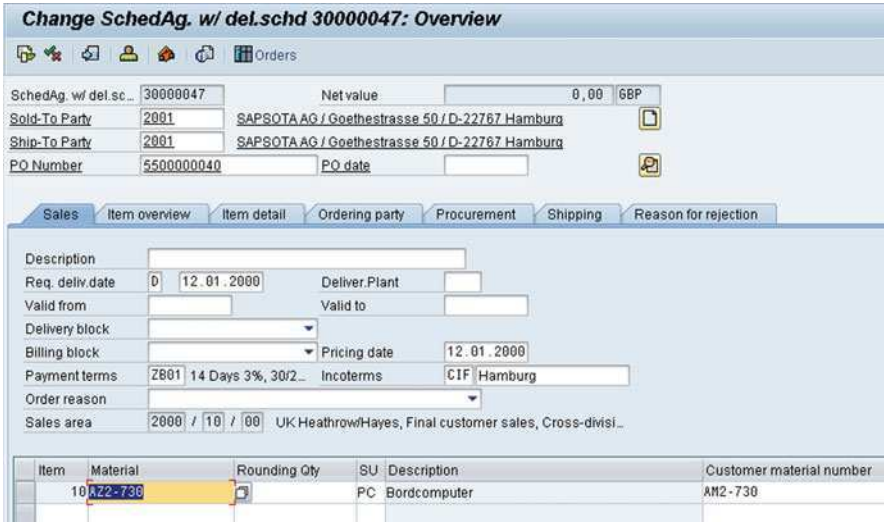 Change SchedAg. w/ del.schd 30000047: Overview
Orders
SchedAg. w/ del.sc... 30000047 Net value 0,00 GBP
Sold-To Party 2001 SAPSOTA AG / Goethestrasse 50 / D-22767 Hamburg
Ship-To Party 2001 SAPSOTA AG / Goethestrasse 50 / D-22767 Hamburg
PO Number 5500000040 PO date
Sales Item overview Item detail Ordering party Procurement Shipping Reason for rejection
Description
Req. deliv.date D 12.01.2000 Deliver.Plant
Valid from Valid to
Delivery block
Billing block Pricing date 12.01.2000
Payment terms ZB01 14 Days 3%, 30/2... Incoterms CIF Hamburg
Order reason
Sales area 2000 / 10 / 00 UK Heathrow/Hayes, Final customer sales, Cross-divisi...
Item Material Rounding Qty SU Description Customer material number
10 AZ2-730 PC Bordcomputer AM2-730